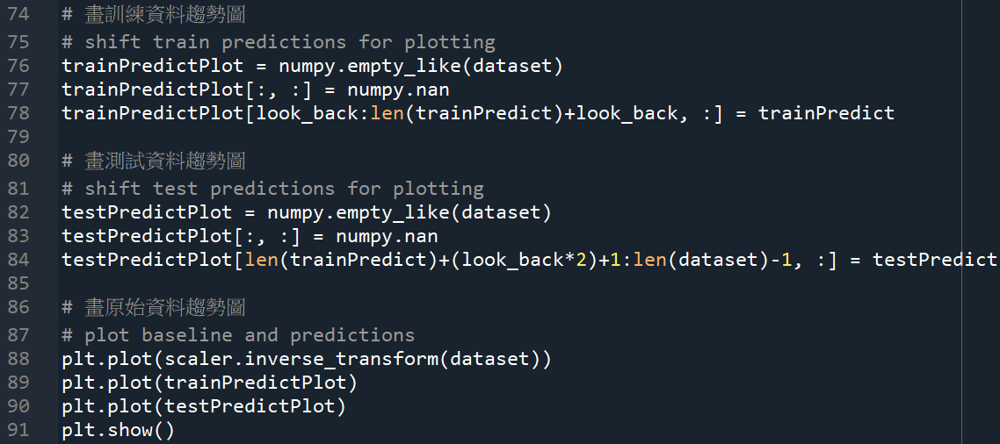 74 # 畫訓練資料趨勢圖
75 # shift train predictions for plotting
76 trainPredictPlot = numpy.empty_like(dataset)
77 trainPredictPlot[:, :] = numpy.nan
78 trainPredictPlot[look_back:len(trainPredict)+look_back, :] = trainPredict
79
80 # 畫測試資料趨勢圖
81 # shift test predictions for plotting
82 testPredictPlot = numpy.empty_like(dataset)
83 testPredictPlot[:, :] = numpy.nan
84 testPredictPlot[len(trainPredict)+(look_back*2)+1:len(dataset)-1, :] = testPredict
85
86 # 畫原始資料趨勢圖
87 # plot baseline and predictions
88 plt.plot(scaler.inverse_transform(dataset))
89 plt.plot(trainPredictPlot)
90 plt.plot(testPredictPlot)
91 plt.show()